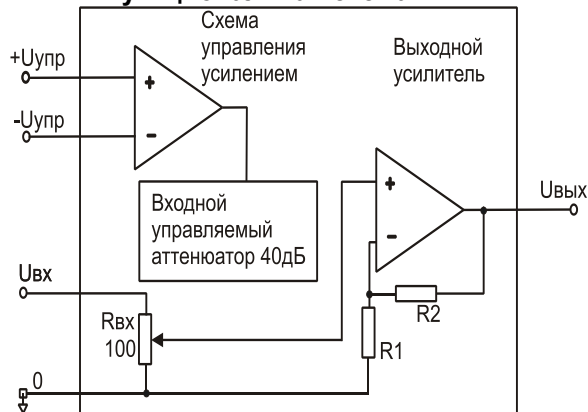 Схема
управления
усилением
Выходной
усилитель
+Uупр
+
-Uупр
-
Входной
управляемый
аттенюатор 40дБ
+
-
Uвых
Uвх
Rвх
100
R2
R1
0